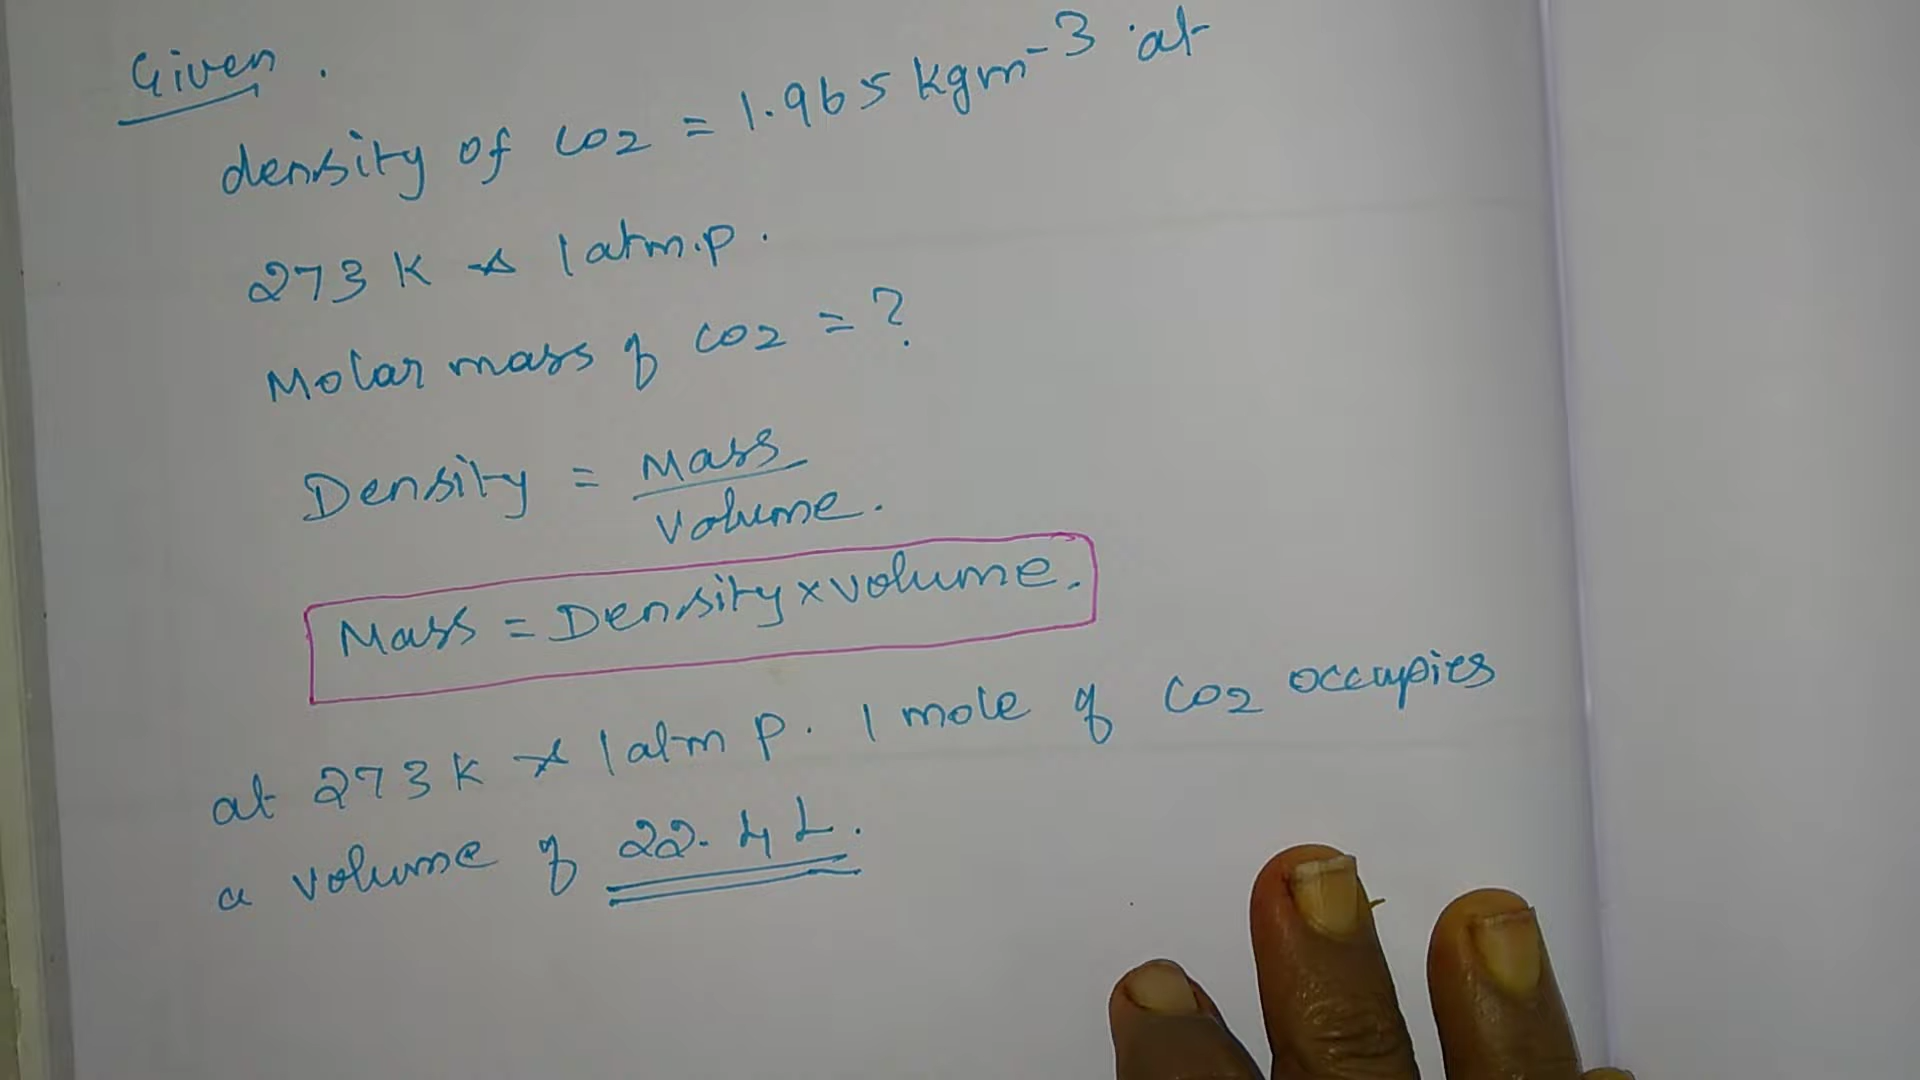 Given.
density of CO2 = 1.965 kgm-3 at
273 K & 1atm.p.
Molar mass of CO2 = ?
Density = Mass
Volume.
Mass = Density x volume.
at 273 K & 1atm p. 1 mole of CO2 occupies
a volume of 22.4 L.